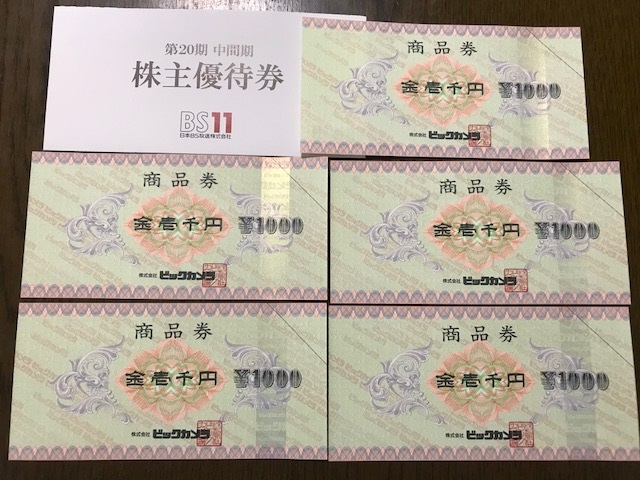 第20期 中間期
株主優待券
BS11
日本BS放送株式会社
商品券
金壱千円 ¥1000
株式会社 ビックカメラ
商品券
金壱千円 ¥1000
株式会社 ビックカメラ
商品券
金壱千円 ¥1000
株式会社 ビックカメラ
商品券
金壱千円 ¥1000
株式会社 ビックカメラ
商品券
金壱千円 ¥1000
株式会社 ビックカメラ